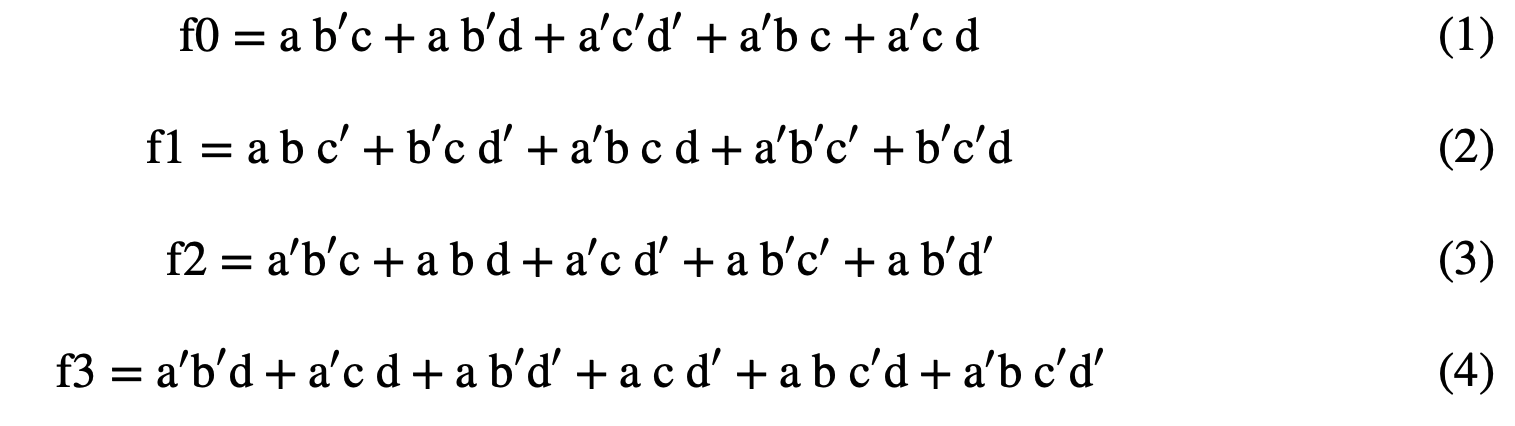 f0 = a b′c + a b′d + a′c′d′ + a′b c + a′c d (1)
f1 = a b c′ + b′c d′ + a′b c d + a′b′c′ + b′c′d (2)
f2 = a′b′c + a b d + a′c d′ + a b′c′ + a b′d′ (3)
f3 = a′b′d + a′c d + a b′d′ + a c d′ + a b c′d + a′b c′d′ (4)